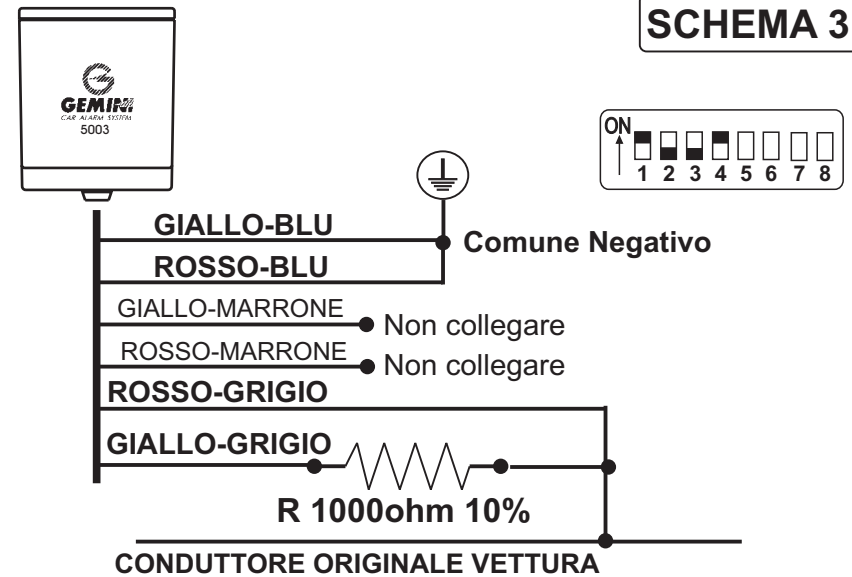 SCHEMA 3
GEMINI
CAR ALARM SYSTEM
5003
ON
1 2 3 4 5 6 7 8
GIALLO-BLU
ROSSO-BLU
Comune Negativo
GIALLO-MARRONE
Non collegare
ROSSO-MARRONE
Non collegare
ROSSO-GRIGIO
GIALLO-GRIGIO
R 1000ohm 10%
CONDUTTORE ORIGINALE VETTURA